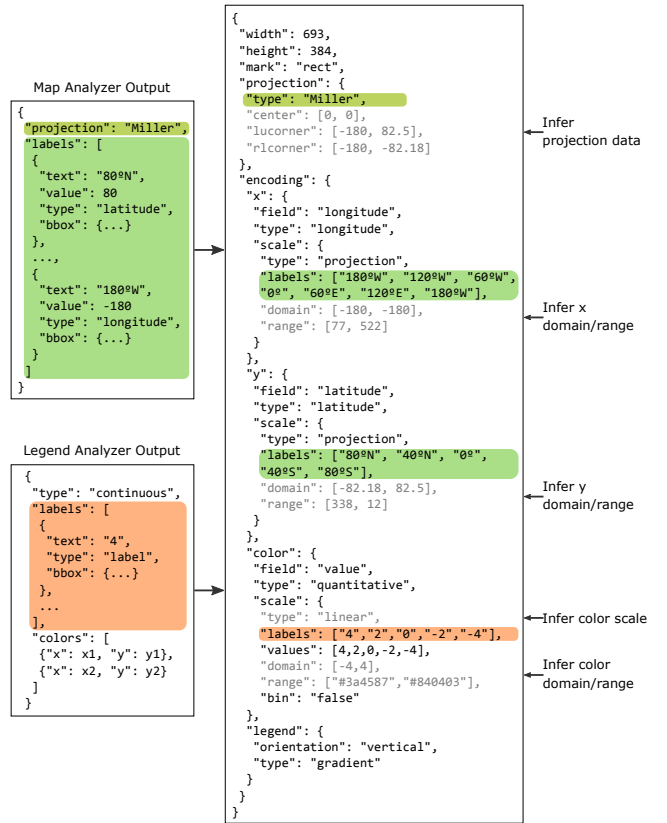 Map Analyzer Output
{
"projection": "Miller",
"labels": [
{
"text": "80ºN",
"value": 80
"type": "latitude",
"bbox": {...}
},
...,
{
"text": "180ºW",
"value": -180
"type": "longitude",
"bbox": {...}
}
]
}
Legend Analyzer Output
{
"type": "continuous",
"labels": [
{
"text": "4",
"type": "label",
"bbox": {...}
},
...
],
"colors": [
{"x": x1, "y": y1},
{"x": x2, "y": y2}
]
}
{
"width": 693,
"height": 384,
"mark": "rect",
"projection": {
"type": "Miller",
"center": [0, 0],
"lucorner": [-180, 82.5],
"rlcorner": [-180, -82.18]
},
"encoding": {
"x": {
"field": "longitude",
"type": "longitude",
"scale": {
"type": "projection",
"labels": ["180ºW", "120ºW", "60ºW",
"0º", "60ºE", "120ºE", "180ºW"],
"domain": [-180, -180],
"range": [77, 522]
}
},
"y": {
"field": "latitude",
"type": "latitude",
"scale": {
"type": "projection",
"labels": ["80ºN", "40ºN", "0º",
"40ºS", "80ºS"],
"domain": [-82.18, 82.5],
"range": [338, 12]
}
},
"color": {
"field": "value",
"type": "quantitative",
"scale": {
"type": "linear",
"labels": ["4","2","0","-2","-4"],
"values": [4,2,0,-2,-4],
"domain": [-4,4],
"range": ["#3a4587","#840403"],
"bin": "false"
},
"legend": {
"orientation": "vertical",
"type": "gradient"
}
}
}
Infer
projection data
Infer x
domain/range
Infer y
domain/range
Infer color scale
Infer color
domain/range